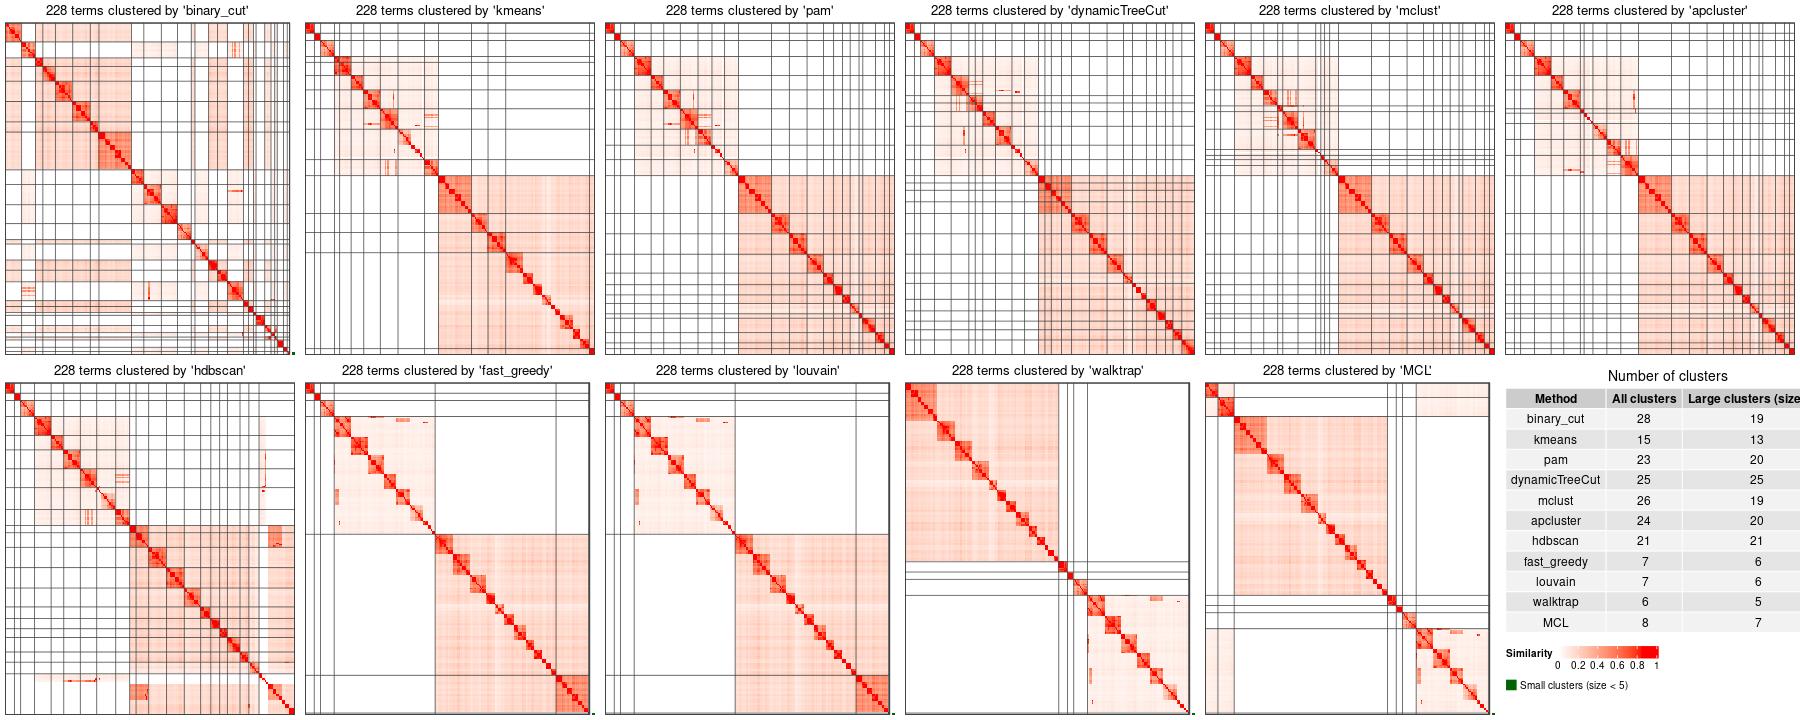 228 terms clustered by 'binary_cut'
228 terms clustered by 'kmeans'
228 terms clustered by 'pam'
228 terms clustered by 'dynamicTreeCut'
228 terms clustered by 'mclust'
228 terms clustered by 'apcluster'
228 terms clustered by 'hdbscan'
228 terms clustered by 'fast_greedy'
228 terms clustered by 'louvain'
228 terms clustered by 'walktrap'
228 terms clustered by 'MCL'
Number of clusters
Method All clusters Large clusters (size
binary_cut 28 19
kmeans 15 13
pam 23 20
dynamicTreeCut 25 25
mclust 26 19
apcluster 24 20
hdbscan 21 21
fast_greedy 7 6
louvain 7 6
walktrap 6 5
MCL 8 7
Similarity
0 0.2 0.4 0.6 0.8 1
Small clusters (size < 5)